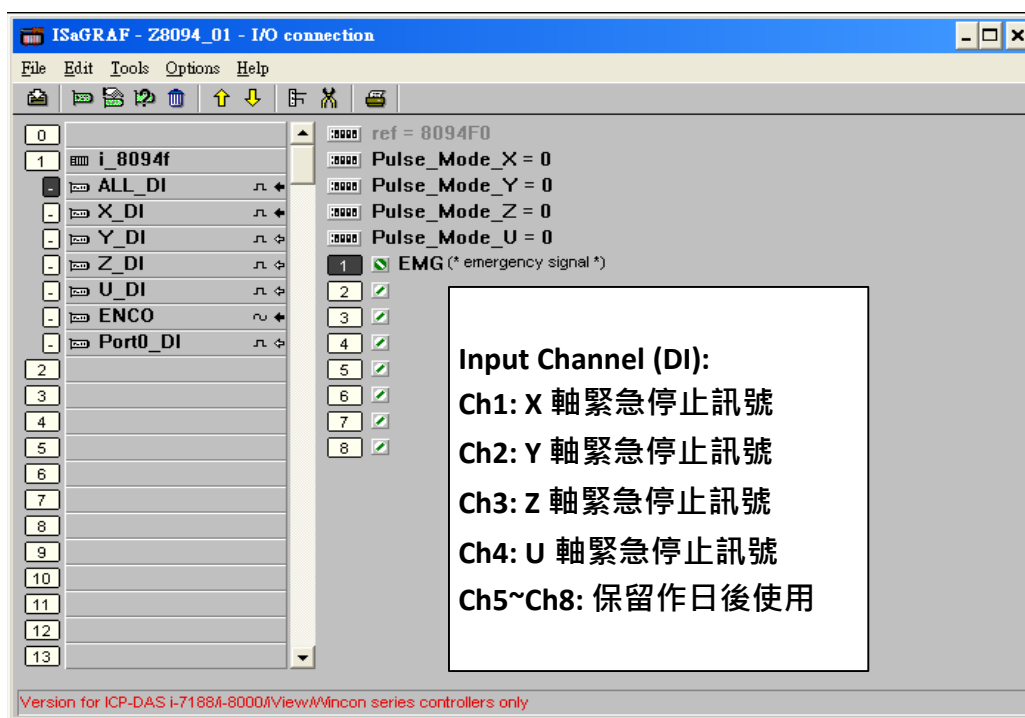 ISaGRAF - Z8094_01 - I/O connection
File Edit Tools Options Help
0
1 i_8094f
- ALL_DI
- X_DI
- Y_DI
- Z_DI
- U_DI
- ENCO
- Port0_DI
2
3
4
5
6
7
8
9
10
11
12
13
ref = 8094F0
Pulse_Mode_X = 0
Pulse_Mode_Y = 0
Pulse_Mode_Z = 0
Pulse_Mode_U = 0
1 EMG (* emergency signal *)
2
3
4
5
6
7
8
Input Channel (DI):
Ch1: X 軸緊急停止訊號
Ch2: Y 軸緊急停止訊號
Ch3: Z 軸緊急停止訊號
Ch4: U 軸緊急停止訊號
Ch5~Ch8: 保留作日後使用
Version for ICP-DAS i-7188/i-8000/iView/Wincon series controllers only